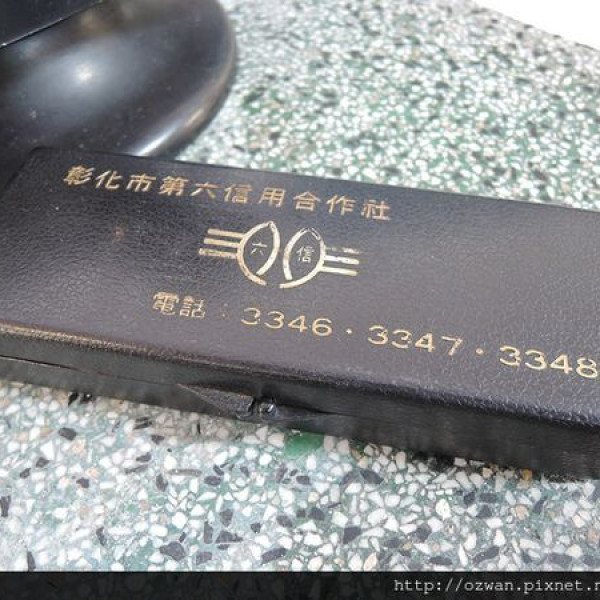 彰化市第六信用合作社
六 信
電話：3346・3347・3348
http://ozwan.pixnet.n